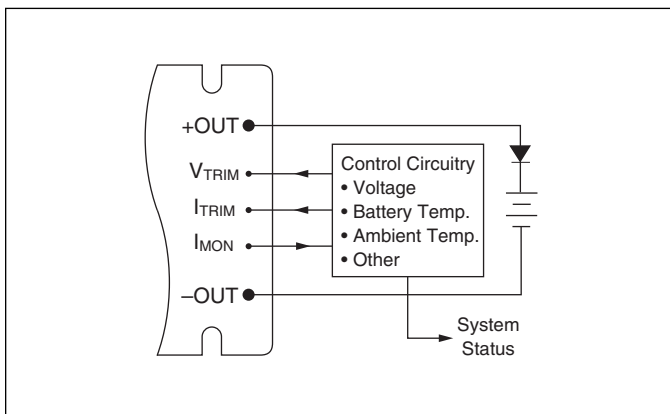 +OUT
VTRIM
ITRIM
IMON
–OUT
Control Circuitry
• Voltage
• Battery Temp.
• Ambient Temp.
• Other
System
Status